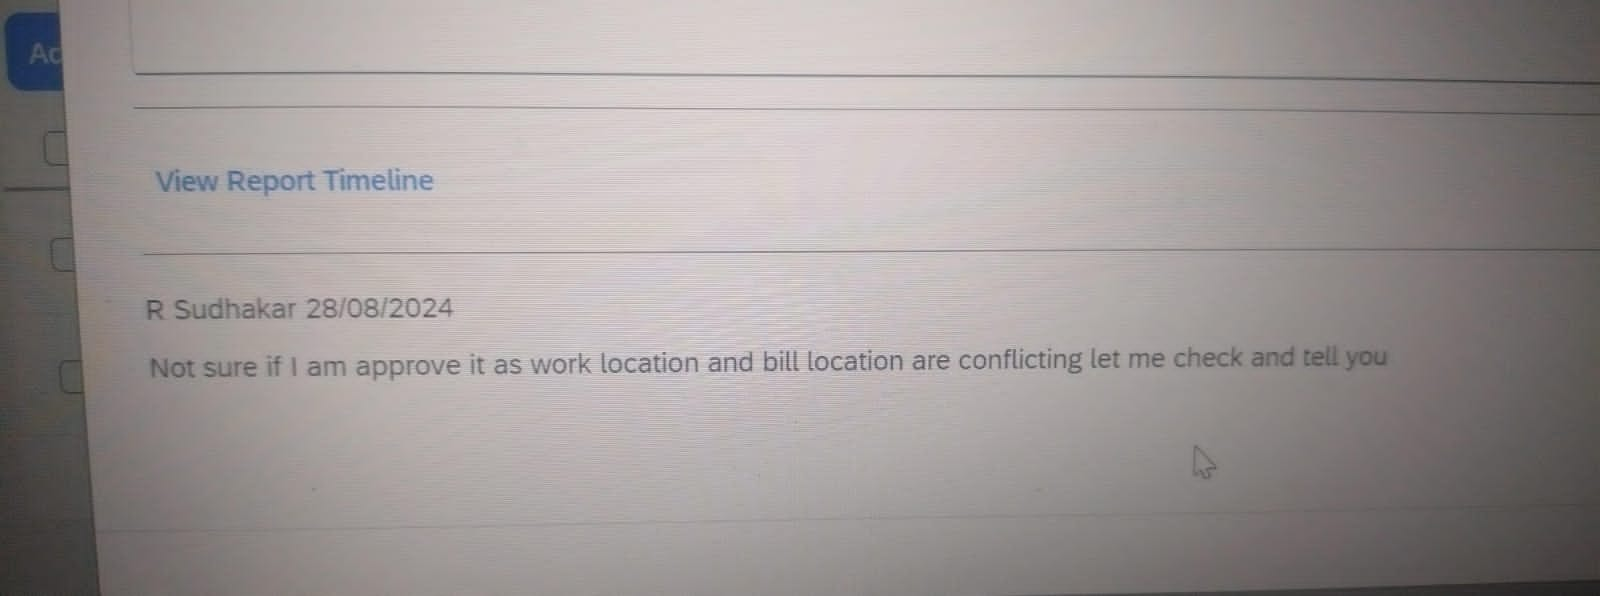 Ac
View Report Timeline
R Sudhakar 28/08/2024
Not sure if I am approve it as work location and bill location are conflicting let me check and tell you